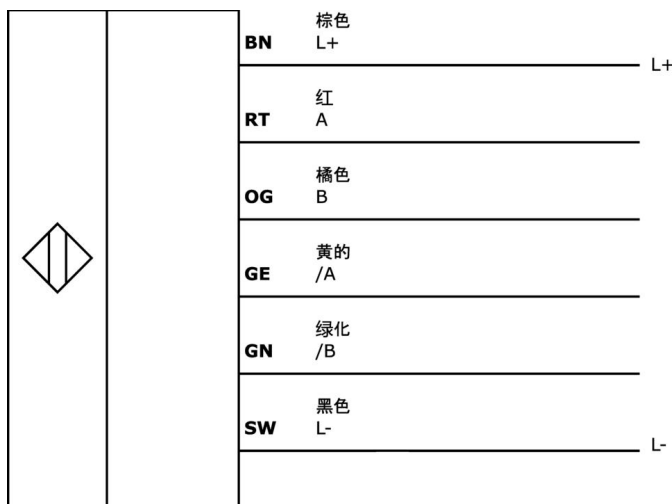 棕色
BN L+
L+
红
RT A
橘色
OG B
黄的
GE /A
绿化
GN /B
黑色
SW L-
L-